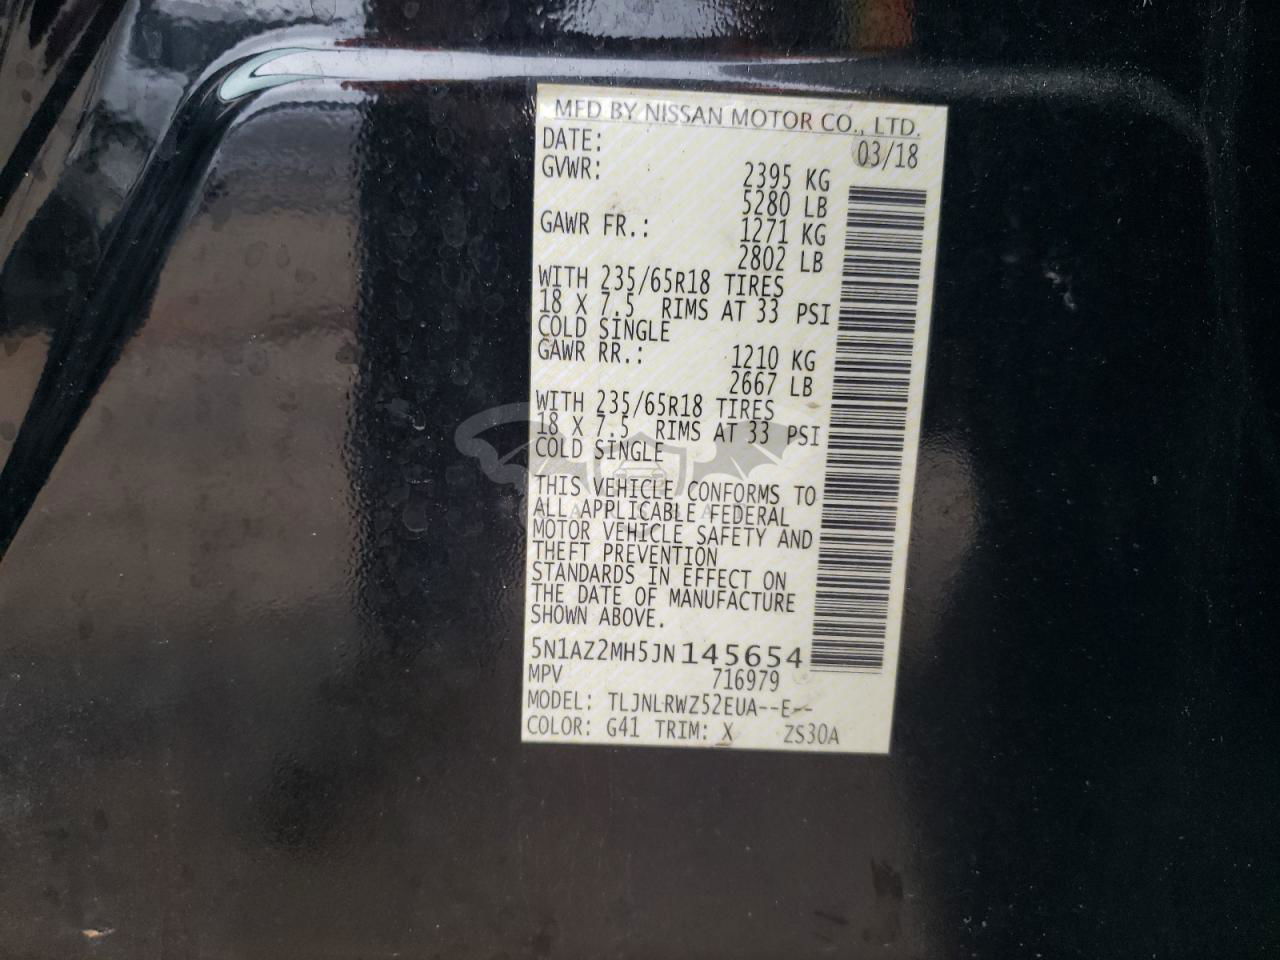 MFD BY NISSAN MOTOR CO., LTD.
DATE: 03/18
GVWR: 2395 KG
5280 LB
GAWR FR.: 1271 KG
2802 LB
WITH 235/65R18 TIRES
18 X 7.5 RIMS AT 33 PSI
COLD SINGLE
GAWR RR.: 1210 KG
2667 LB
WITH 235/65R18 TIRES
18 X 7.5 RIMS AT 33 PSI
COLD SINGLE
THIS VEHICLE CONFORMS TO
ALL APPLICABLE FEDERAL
MOTOR VEHICLE SAFETY AND
THEFT PREVENTION
STANDARDS IN EFFECT ON
THE DATE OF MANUFACTURE
SHOWN ABOVE.
5N1AZ2MH5JN145654
MPV 716979
MODEL: TLJNLRWZ52EUA--E--
COLOR: G41 TRIM: X ZS30A